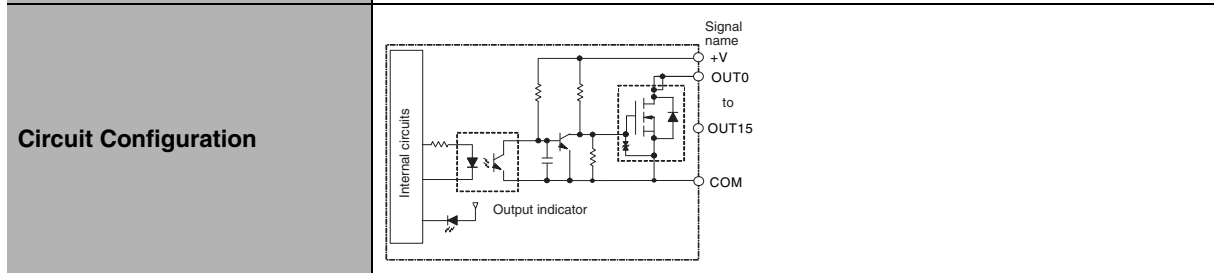 Circuit Configuration
Signal
name
+V
OUT0
to
OUT15
COM
Internal circuits
Output indicator